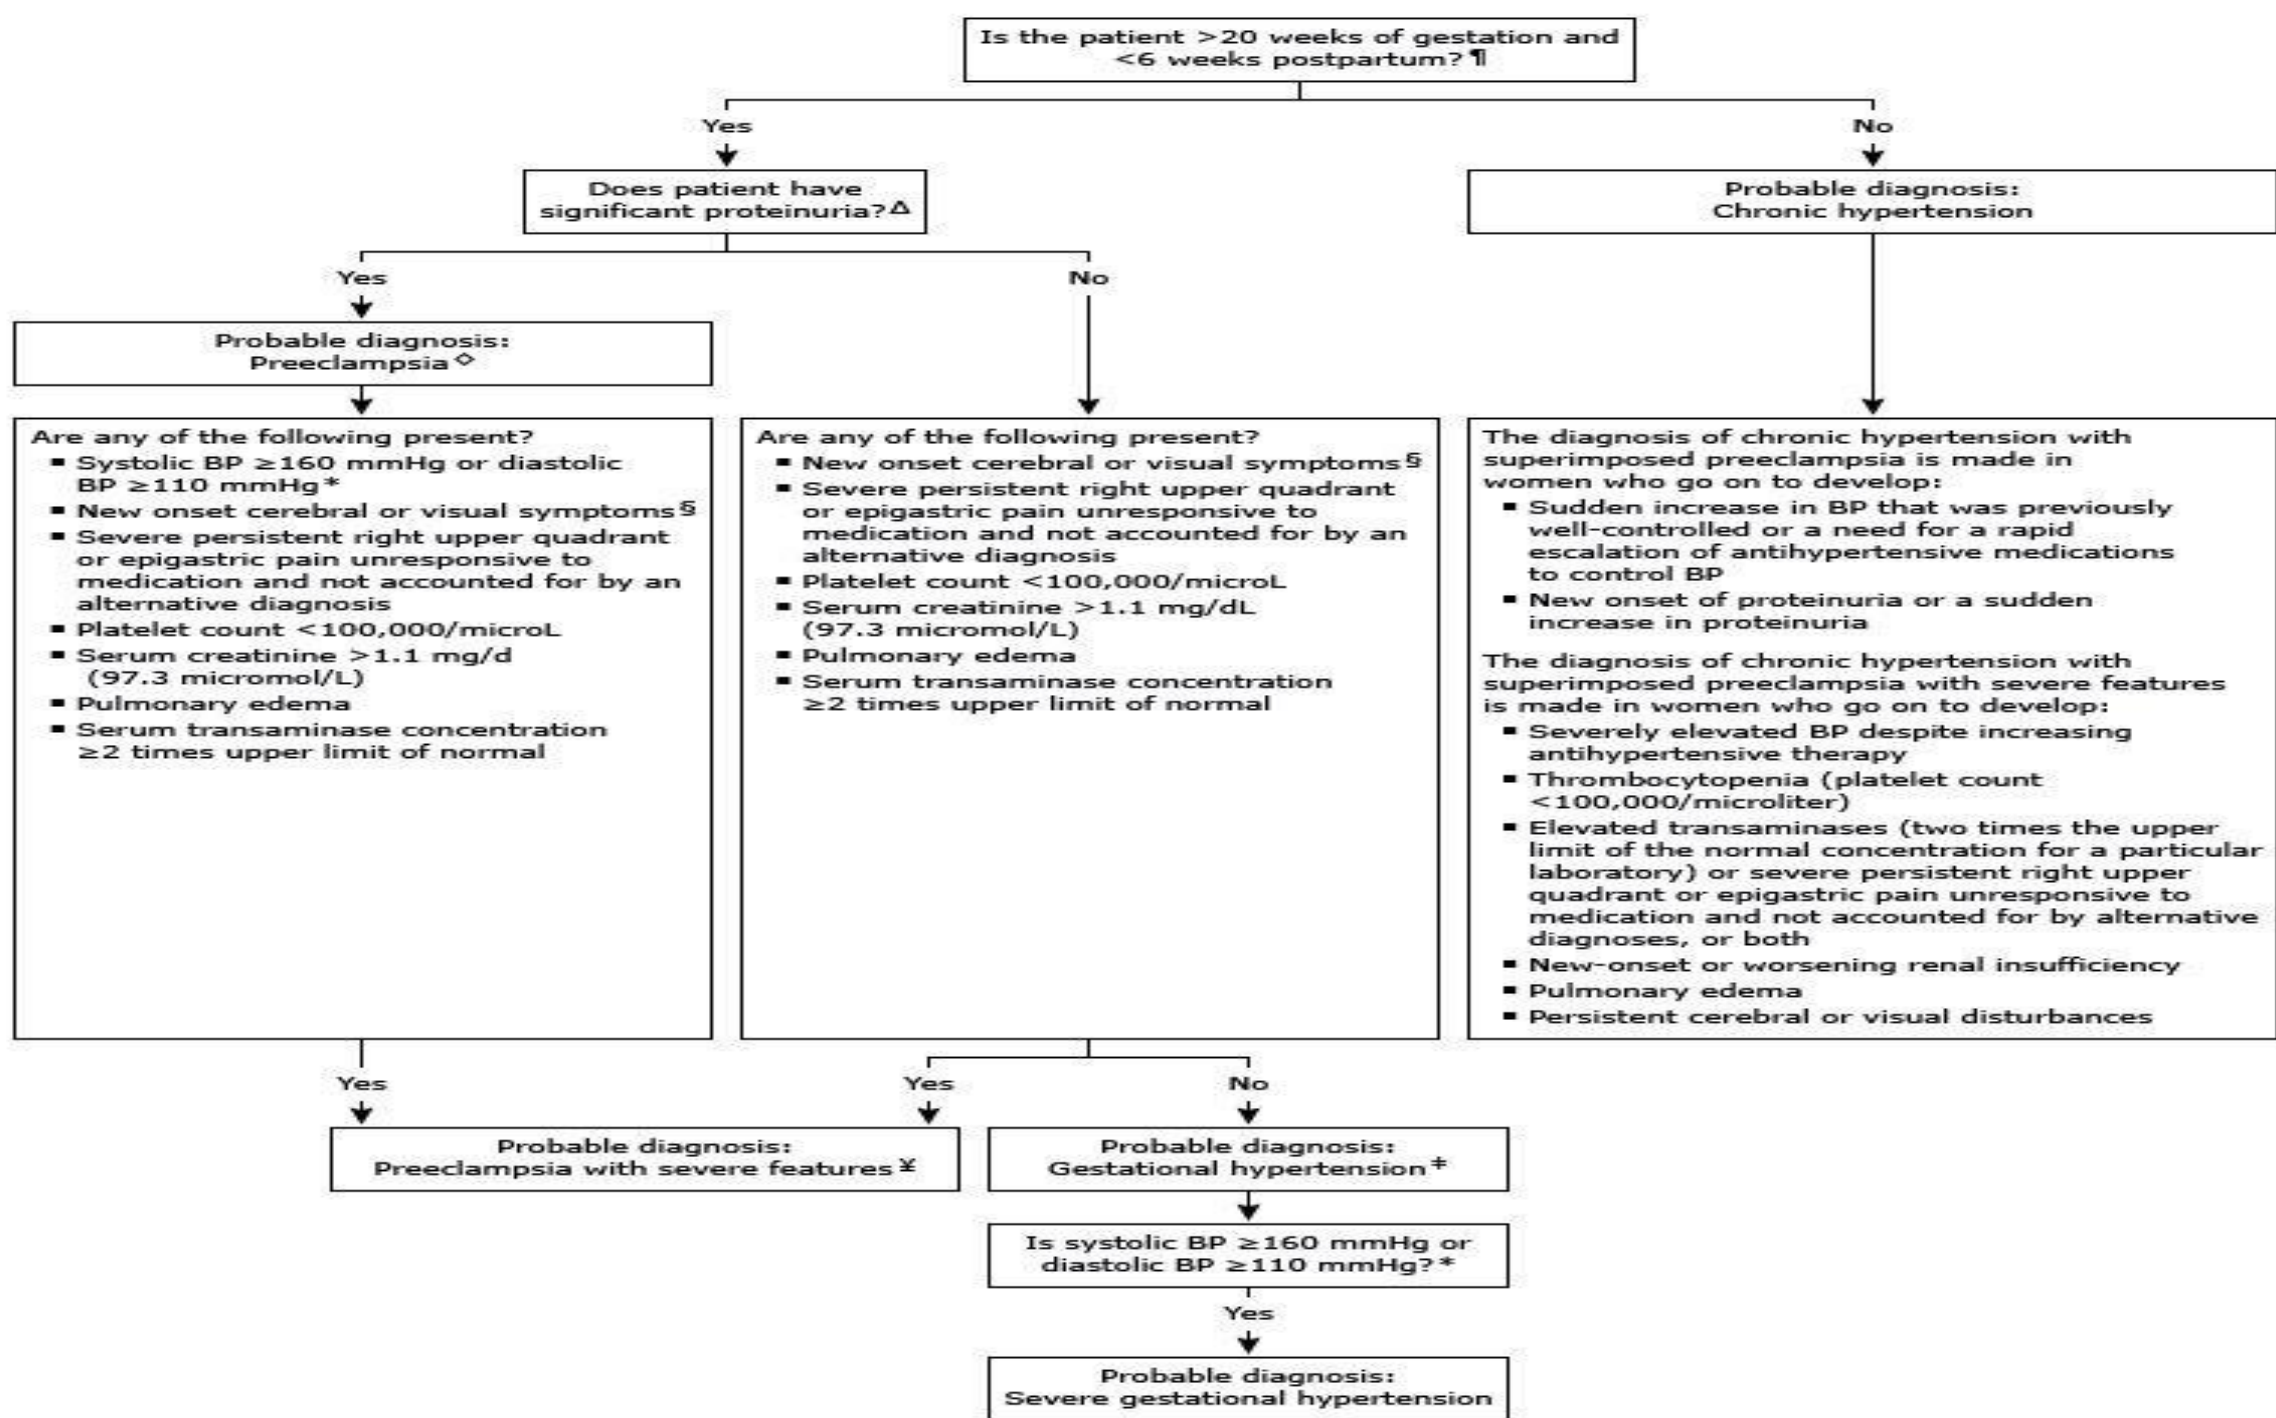 Is the patient >20 weeks of gestation and
<6 weeks postpartum?¶
Yes
No
Does patient have
significant proteinuria?Δ
Probable diagnosis:
Chronic hypertension
Yes
No
Probable diagnosis:
Preeclampsia◇
Are any of the following present?
▪ Systolic BP ≥160 mmHg or diastolic
BP ≥110 mmHg*
▪ New onset cerebral or visual symptoms§
▪ Severe persistent right upper quadrant
or epigastric pain unresponsive to
medication and not accounted for by an
alternative diagnosis
▪ Platelet count <100,000/microL
▪ Serum creatinine >1.1 mg/d
(97.3 micromol/L)
▪ Pulmonary edema
▪ Serum transaminase concentration
≥2 times upper limit of normal
Are any of the following present?
▪ New onset cerebral or visual symptoms§
▪ Severe persistent right upper quadrant
or epigastric pain unresponsive to
medication and not accounted for by an
alternative diagnosis
▪ Platelet count <100,000/microL
▪ Serum creatinine >1.1 mg/dL
(97.3 micromol/L)
▪ Pulmonary edema
▪ Serum transaminase concentration
≥2 times upper limit of normal
The diagnosis of chronic hypertension with
superimposed preeclampsia is made in
women who go on to develop:
▪ Sudden increase in BP that was previously
well-controlled or a need for a rapid
escalation of antihypertensive medications
to control BP
▪ New onset of proteinuria or a sudden
increase in proteinuria
The diagnosis of chronic hypertension with
superimposed preeclampsia with severe features
is made in women who go on to develop:
▪ Severely elevated BP despite increasing
antihypertensive therapy
▪ Thrombocytopenia (platelet count
<100,000/microliter)
▪ Elevated transaminases (two times the upper
limit of the normal concentration for a particular
laboratory) or severe persistent right upper
quadrant or epigastric pain unresponsive to
medication and not accounted for by alternative
diagnoses, or both
▪ New-onset or worsening renal insufficiency
▪ Pulmonary edema
▪ Persistent cerebral or visual disturbances
Yes
Yes
No
Probable diagnosis:
Preeclampsia with severe features¥
Probable diagnosis:
Gestational hypertension‡
Is systolic BP ≥160 mmHg or
diastolic BP ≥110 mmHg?*
Yes
Probable diagnosis:
Severe gestational hypertension